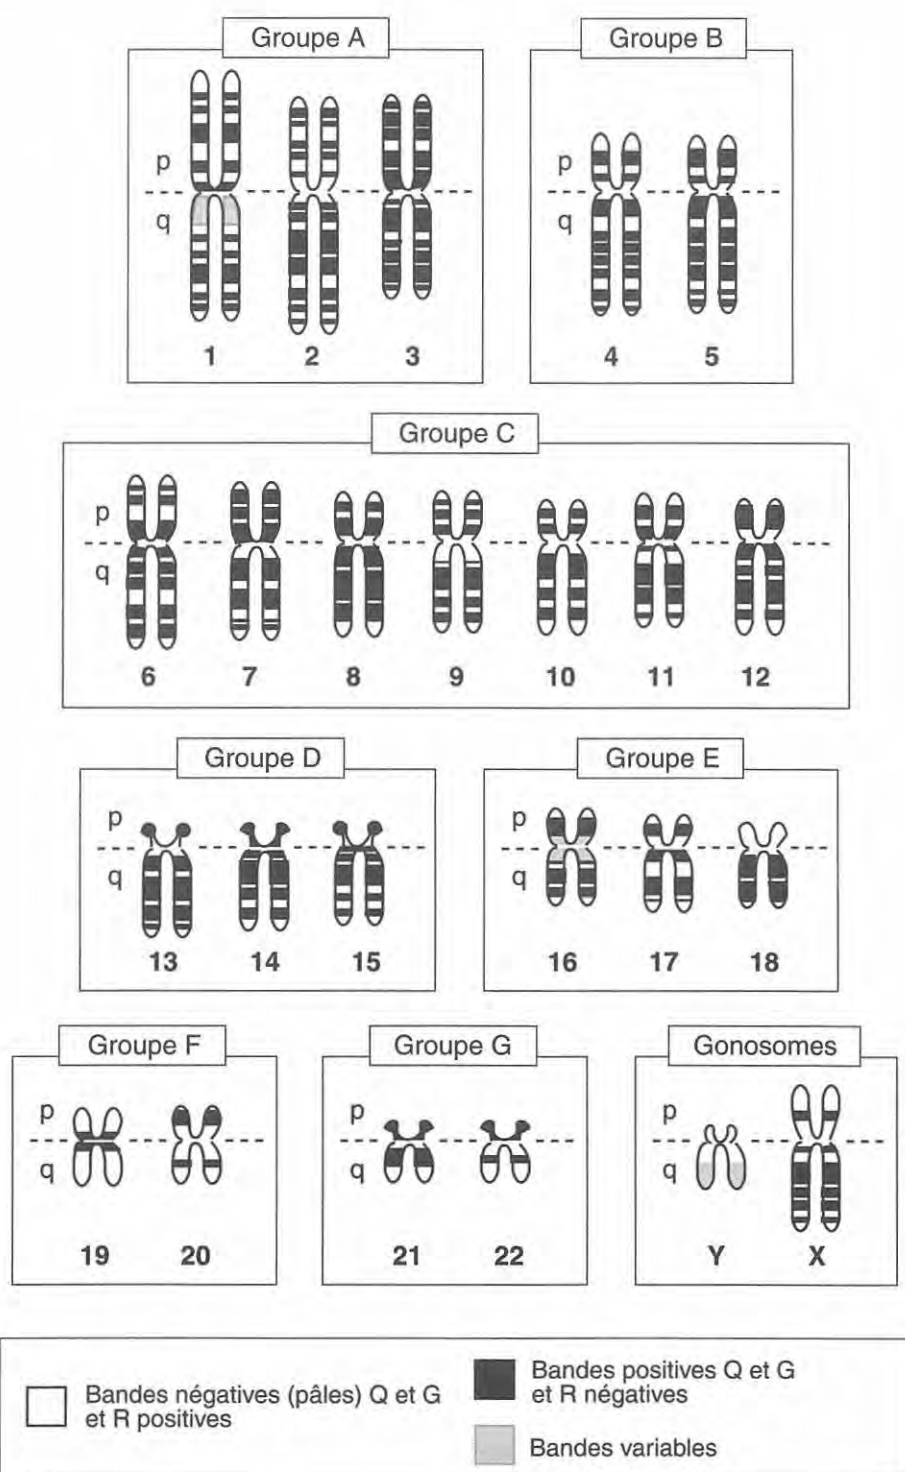 Groupe A
Groupe B
p
q
1 2 3
p
q
4 5
Groupe C
p
q
6 7 8 9 10 11 12
Groupe D
Groupe E
p
q
13 14 15
p
q
16 17 18
Groupe F
Groupe G
Gonosomes
p
q
19 20
p
q
21 22
p
q
Y X
Bandes négatives (pâles) Q et G
et R positives
Bandes positives Q et G
et R négatives
Bandes variables